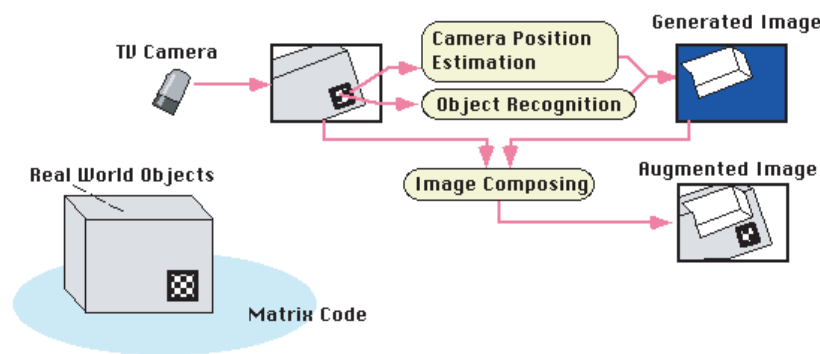 Generated Image
TV Camera
Camera Position
Estimation
Object Recognition
Real World Objects
Image Composing
Augmented Image
Matrix Code